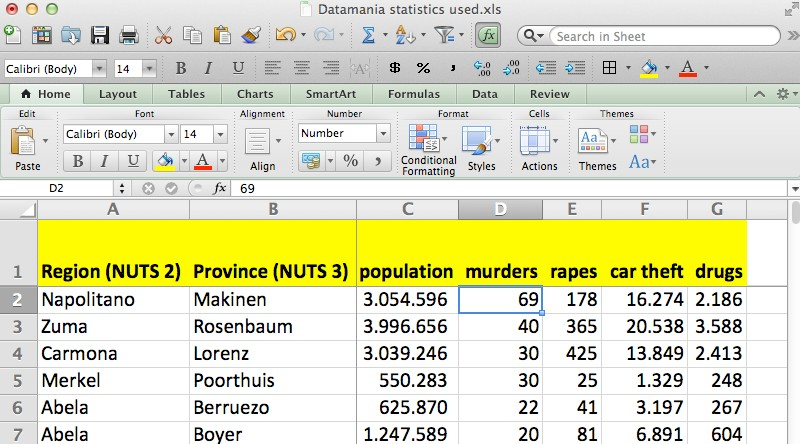 Datamania statistics used.xls
Search in Sheet
Calibri (Body) 14 B I U ABC $ % , .0 .00 .00 .0 A
Home Layout Tables Charts SmartArt Formulas Data Review
Edit Font Alignment Number Format Cells Themes
Calibri (Body) 14 Number
Paste B I U A Align % , Conditional Formatting Styles Actions Themes Aa
D2 fx 69
A B C D E F G
1 Region (NUTS 2) Province (NUTS 3) population murders rapes car theft drugs
2 Napolitano Makinen 3.054.596 69 178 16.274 2.186
3 Zuma Rosenbaum 3.996.656 40 365 20.538 3.588
4 Carmona Lorenz 3.039.246 30 425 13.849 2.413
5 Merkel Poorthuis 550.283 30 25 1.329 248
6 Abela Berruezo 625.870 22 41 3.197 267
7 Abela Boyer 1.247.589 20 81 6.891 604